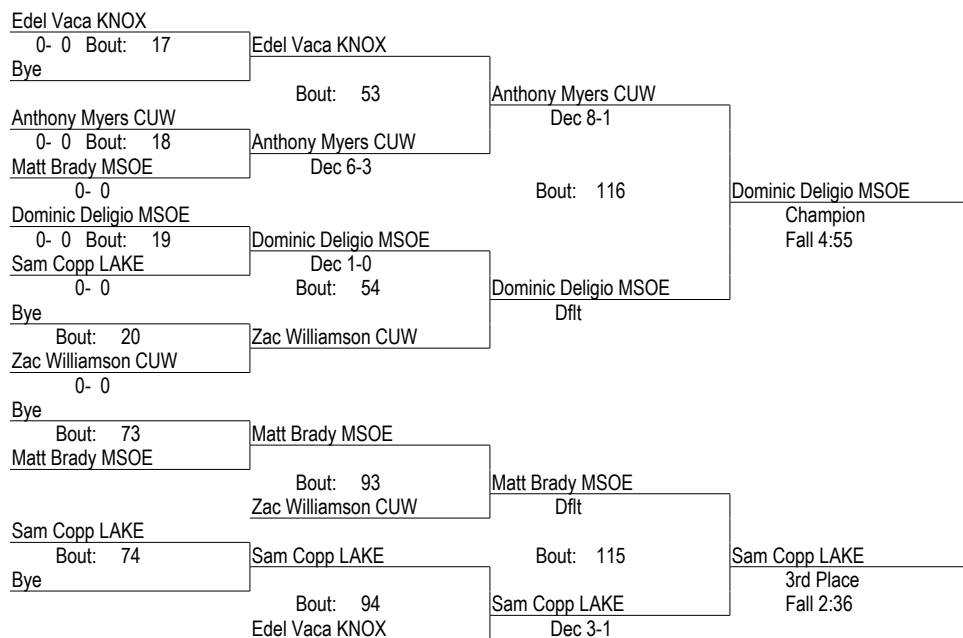 Edel Vaca KNOX
0- 0 Bout: 17 Edel Vaca KNOX
Bye
Bout: 53 Anthony Myers CUW
Anthony Myers CUW Dec 8-1
0- 0 Bout: 18 Anthony Myers CUW
Matt Brady MSOE Dec 6-3
0- 0 Bout: 116 Dominic Deligio MSOE
Dominic Deligio MSOE Champion
0- 0 Bout: 19 Dominic Deligio MSOE Fall 4:55
Sam Copp LAKE Dec 1-0
0- 0 Bout: 54 Dominic Deligio MSOE
Bye Dflt
Bout: 20 Zac Williamson CUW
Zac Williamson CUW
0- 0
Bye
Bout: 73 Matt Brady MSOE
Matt Brady MSOE
Bout: 93 Matt Brady MSOE
Zac Williamson CUW Dflt
Sam Copp LAKE
Bout: 74 Sam Copp LAKE Bout: 115 Sam Copp LAKE
Bye 3rd Place
Bout: 94 Sam Copp LAKE Fall 2:36
Edel Vaca KNOX Dec 3-1